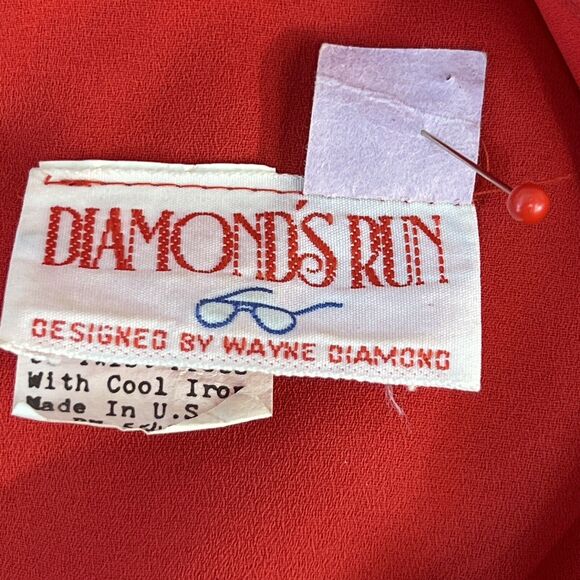 DIAMOND'S RUN
DESIGNED BY WAYNE DIAMOND
With Cool Iron
Made In U.S